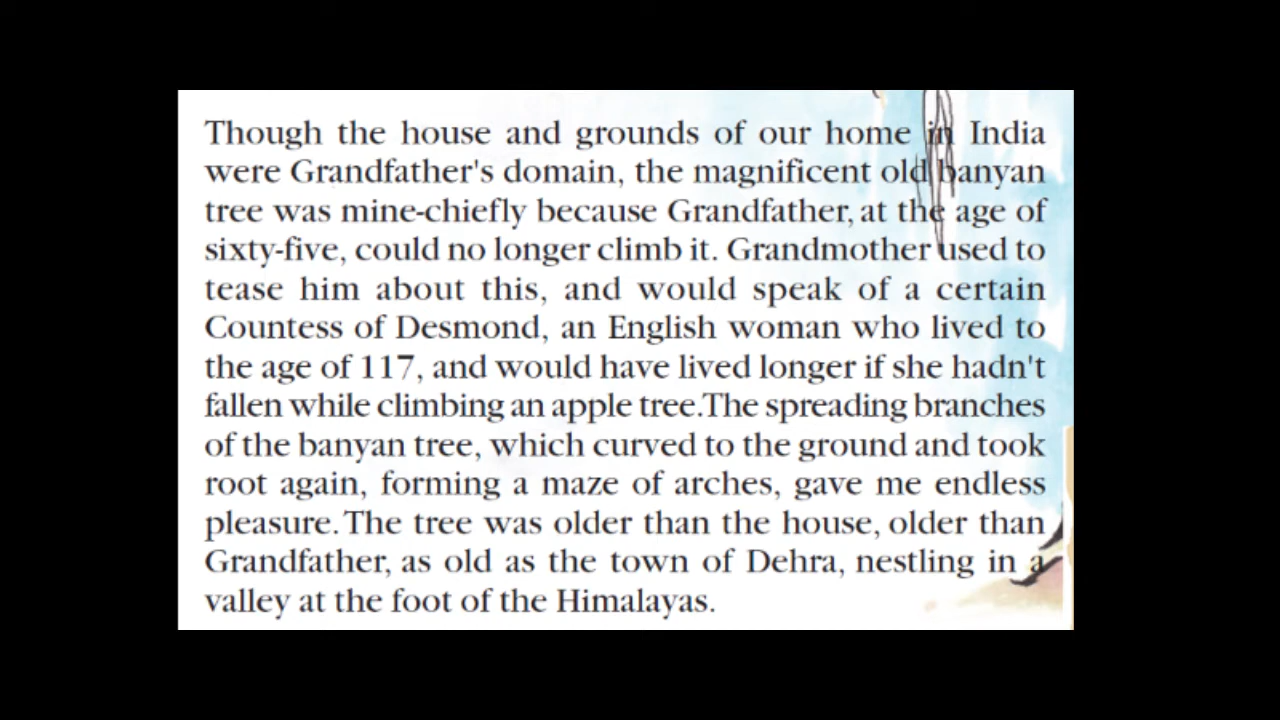 Though the house and grounds of our home in India
were Grandfather's domain, the magnificent old banyan
tree was mine-chiefly because Grandfather, at the age of
sixty-five, could no longer climb it. Grandmother used to
tease him about this, and would speak of a certain
Countess of Desmond, an English woman who lived to
the age of 117, and would have lived longer if she hadn't
fallen while climbing an apple tree.The spreading branches
of the banyan tree, which curved to the ground and took
root again, forming a maze of arches, gave me endless
pleasure. The tree was older than the house, older than
Grandfather, as old as the town of Dehra, nestling in a
valley at the foot of the Himalayas.